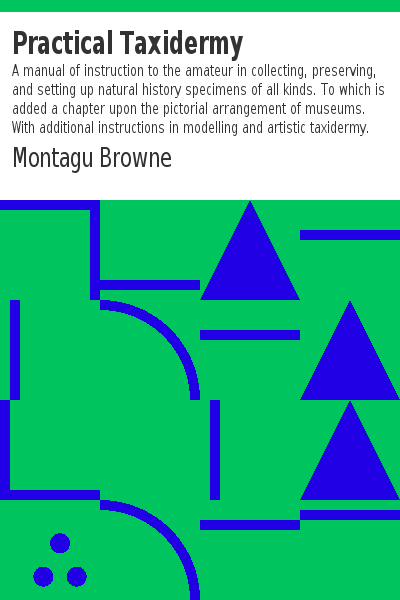 Practical Taxidermy
A manual of instruction to the amateur in collecting, preserving,
and setting up natural history specimens of all kinds. To which is
added a chapter upon the pictorial arrangement of museums.
With additional instructions in modelling and artistic taxidermy.
Montagu Browne